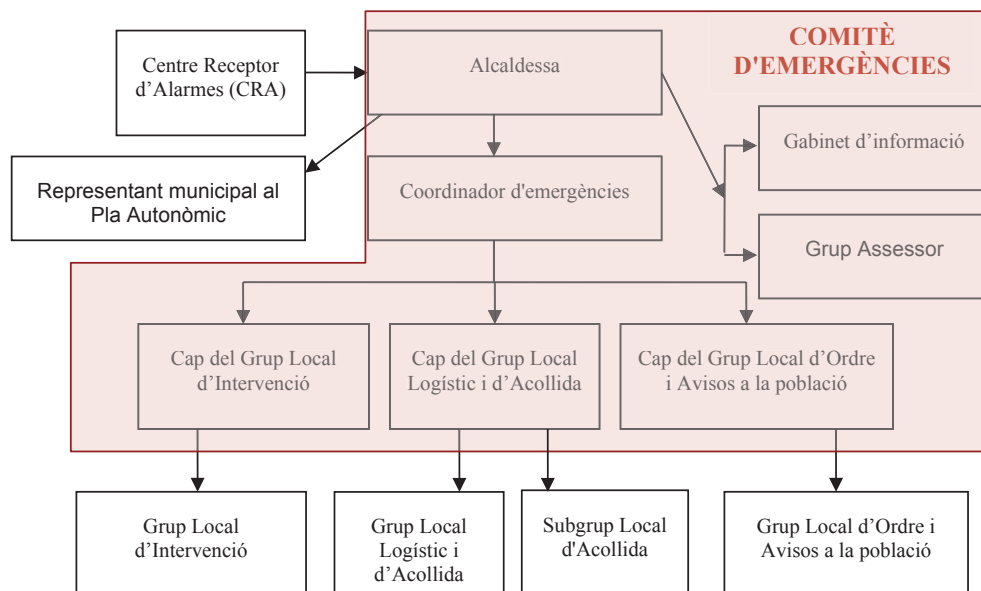 COMITÈ
D'EMERGÈNCIES
Centre Receptor
d'Alarmes (CRA)
Alcaldessa
Gabinet d’informació
Representant municipal al
Pla Autonòmic
Coordinador d'emergències
Grup Assessor
Cap del Grup Local
d’Intervenció
Cap del Grup Local
Logístic i d’Acollida
Cap del Grup Local d’Ordre
i Avisos a la població
Grup Local
d’Intervenció
Grup Local
Logístic i
d’Acollida
Subgrup Local
d'Acollida
Grup Local d’Ordre i
Avisos a la població